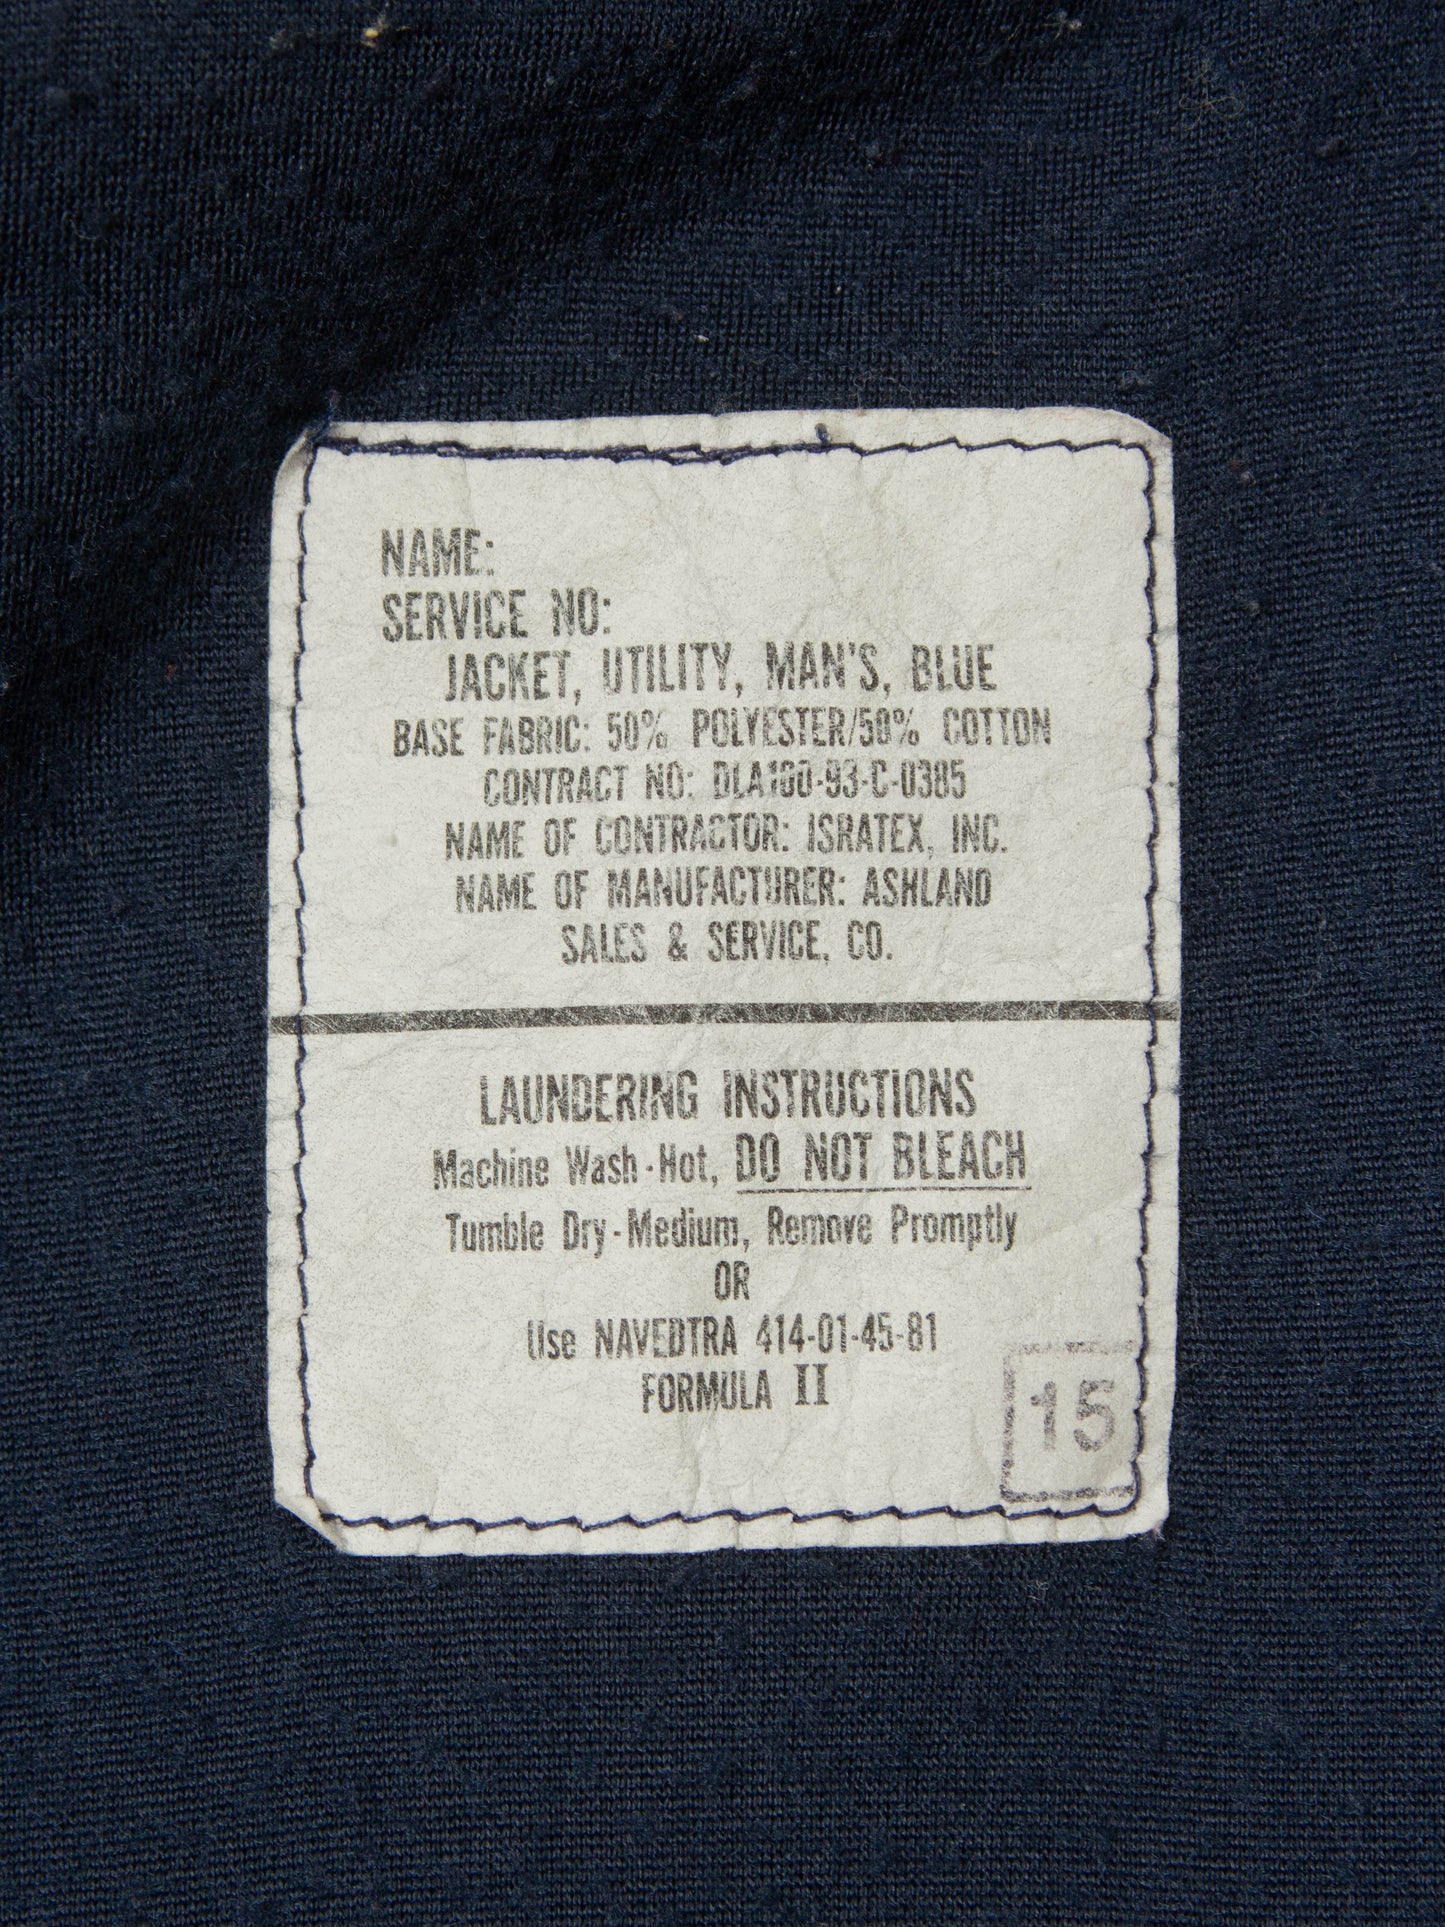 NAME:
SERVICE NO:
JACKET, UTILITY, MAN'S, BLUE
BASE FABRIC: 50% POLYESTER/50% COTTON
CONTRACT NO: DLA100-93-C-0385
NAME OF CONTRACTOR: ISRATEX, INC.
NAME OF MANUFACTURER: ASHLAND
SALES & SERVICE, CO.
LAUNDERING INSTRUCTIONS
Machine Wash-Hot, DO NOT BLEACH
Tumble Dry-Medium, Remove Promptly
OR
Use NAVEDTRA 414-01-45-81
FORMULA II
15